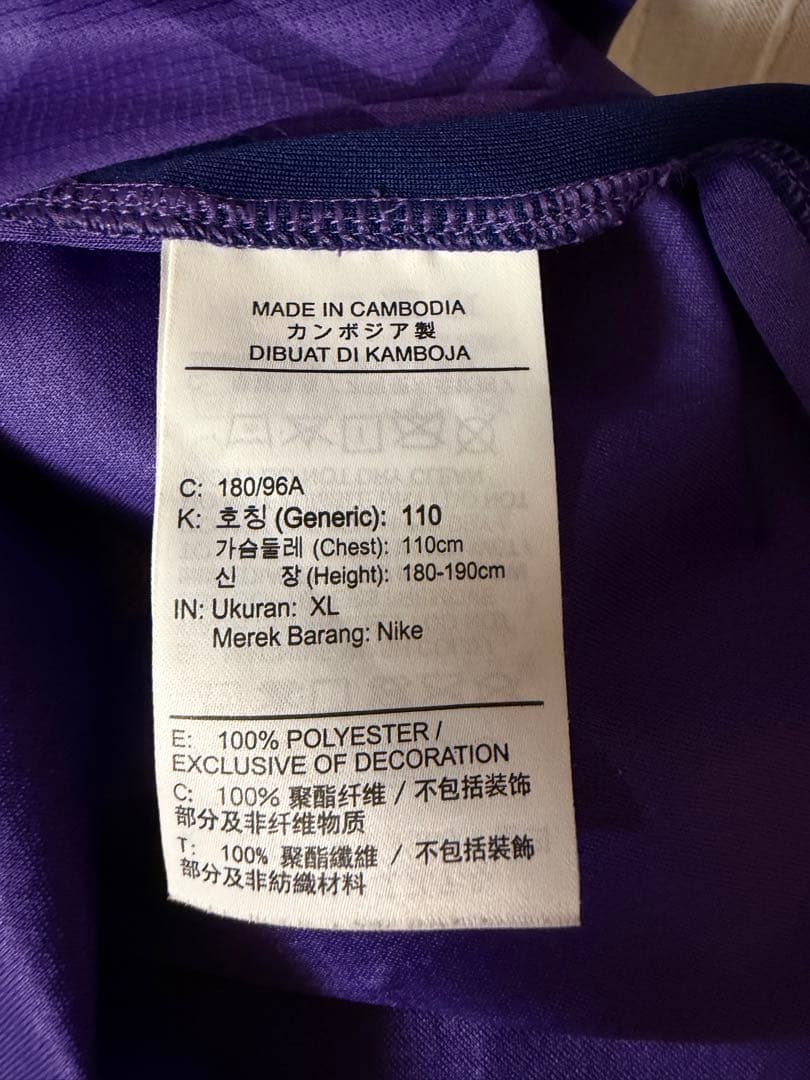 MADE IN CAMBODIA
カンボジア製
DIBUAT DI KAMBOJA
C: 180/96A
K: 호칭 (Generic): 110
가슴둘레 (Chest): 110cm
신 장 (Height): 180-190cm
IN: Ukuran: XL
Merek Barang: Nike
E: 100% POLYESTER /
EXCLUSIVE OF DECORATION
C: 100% 聚酯纤维 / 不包括装饰
部分及非纤维物质
T: 100% 聚酯纖維 / 不包括裝飾
部分及非紡織材料